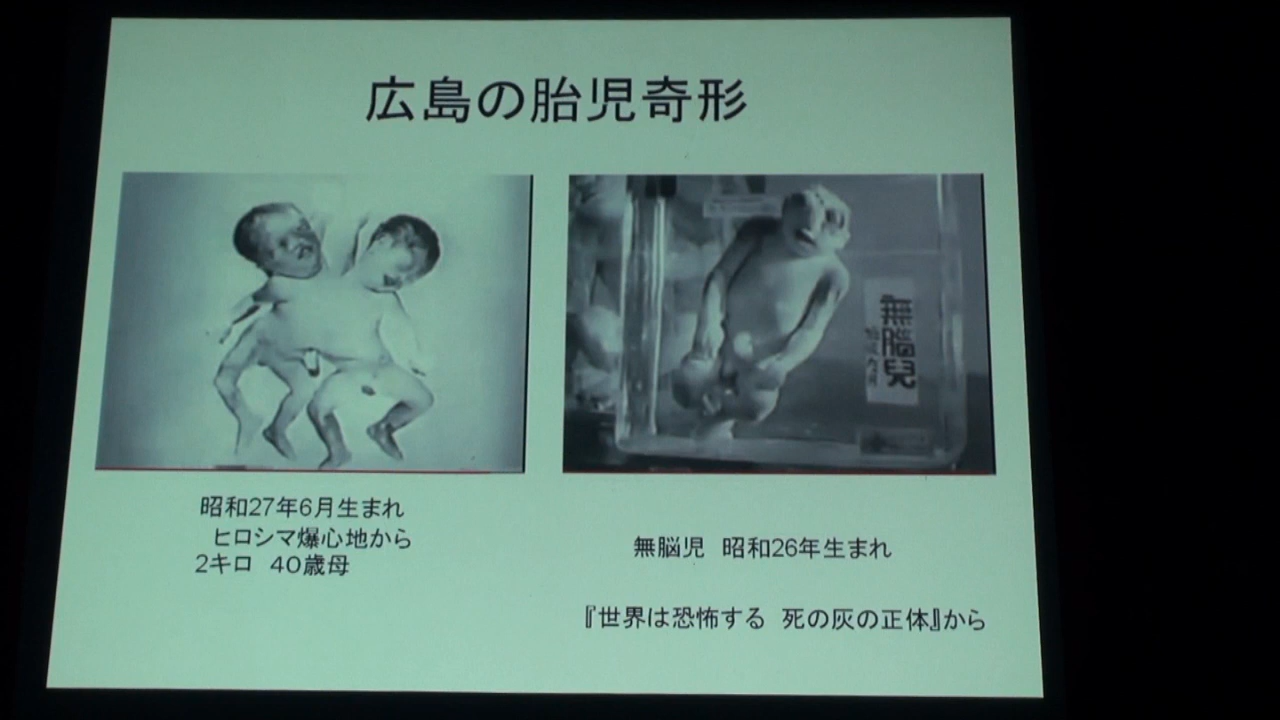 広島の胎児奇形
無腦兒
昭和27年6月生まれ
ヒロシマ爆心地から
2キロ 40歳母
無脳児 昭和26年生まれ
『世界は恐怖する 死の灰の正体』から